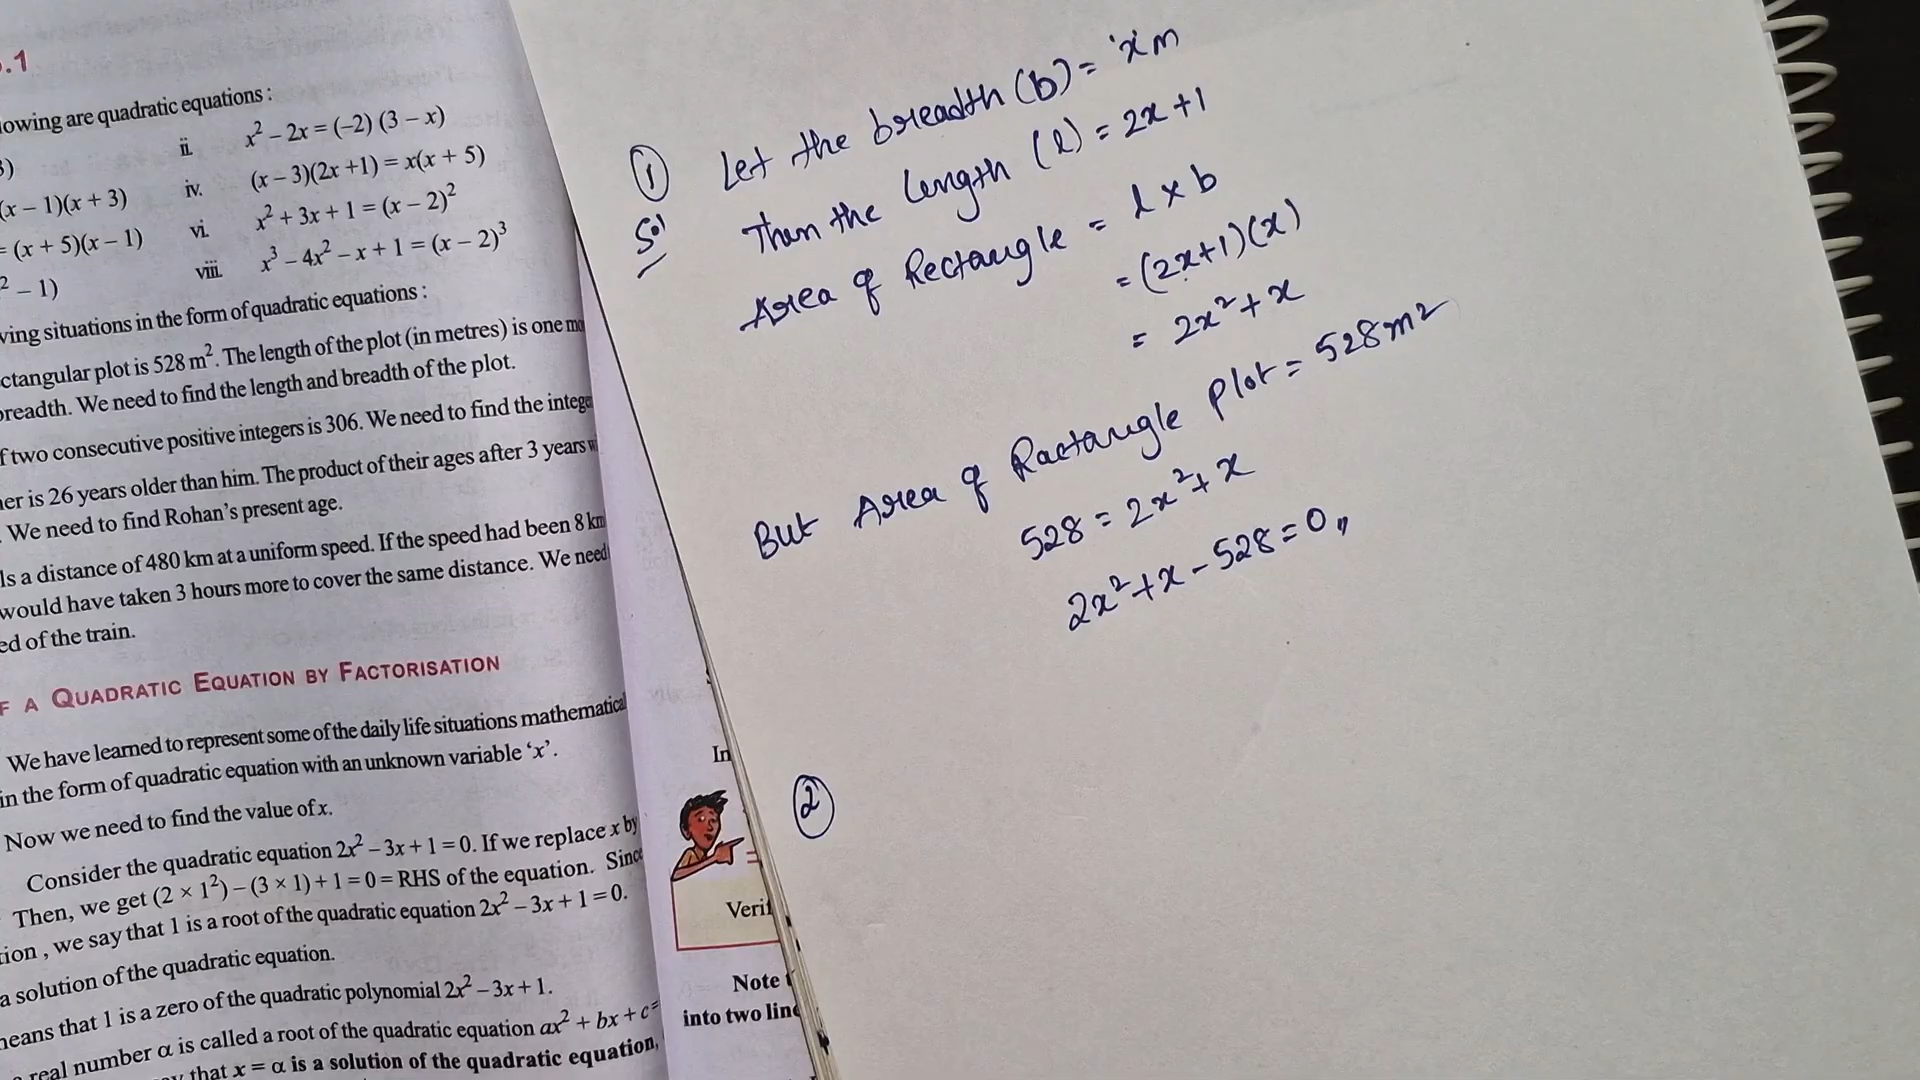 .1
lowing are quadratic equations :
ii. x² – 2x = (–2) (3 – x)
(x – 1)(x + 3) iv. (x – 3)(2x +1) = x(x + 5)
= (x + 5)(x – 1) vi. x² + 3x + 1 = (x – 2)²
² – 1) viii. x³ – 4x² – x + 1 = (x – 2)³
ving situations in the form of quadratic equations :
ctangular plot is 528 m². The length of the plot (in metres) is one mo
breadth. We need to find the length and breadth of the plot.
f two consecutive positive integers is 306. We need to find the intege
her is 26 years older than him. The product of their ages after 3 years w
. We need to find Rohan's present age.
ls a distance of 480 km at a uniform speed. If the speed had been 8 km
would have taken 3 hours more to cover the same distance. We need
ed of the train.
F A QUADRATIC EQUATION BY FACTORISATION
We have learned to represent some of the daily life situations mathematical
in the form of quadratic equation with an unknown variable 'x'.
Now we need to find the value of x.
Consider the quadratic equation 2x² – 3x + 1 = 0. If we replace x by
Then, we get (2 × 1²) – (3 × 1) + 1 = 0 = RHS of the equation. Since
tion , we say that 1 is a root of the quadratic equation 2x² – 3x + 1 = 0.
a solution of the quadratic equation.
neans that 1 is a zero of the quadratic polynomial 2x² – 3x + 1.
real number α is called a root of the quadratic equation ax² + bx + c =
that x = α is a solution of the quadratic equation,
In
Verif
Note
into two line
① Let the breadth (b) = 'x' m
Sol Then the length (l) = 2x + 1
Area of Rectangle = l × b
= (2x+1)(x)
= 2x² + x
But Area of Ractangle plot = 528 m²
528 = 2x² + x
2x² + x – 528 = 0,,
②